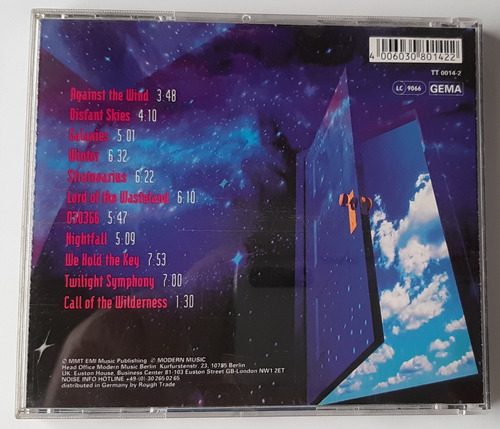 4 006030 801422
TT 0014-2
LC 9066 GEMA
Against the Wind 3:48
Distant Skies 4:10
Galaxies 5:01
Winter 6.32
Stratovarius 6:22
Lord of the Wasteland 6:10
030366 5:47
Nightfall 5:09
We Hold the Key 7:53
Twilight Symphony 7:00
Call of the Wilderness 1:30
Ⓟ MMT EMI Music Publishing Ⓟ MODERN MUSIC
Head Office Modern Music Berlin: Kurfurstenstr. 23, 10785 Berlin
UK. Euston House, Business Center 81-103 Euston Street GB-London NW1 2ET
NOISE INFO HOTLINE +49-(0)-30 265 02 65
distributed in Germany by Rough Trade